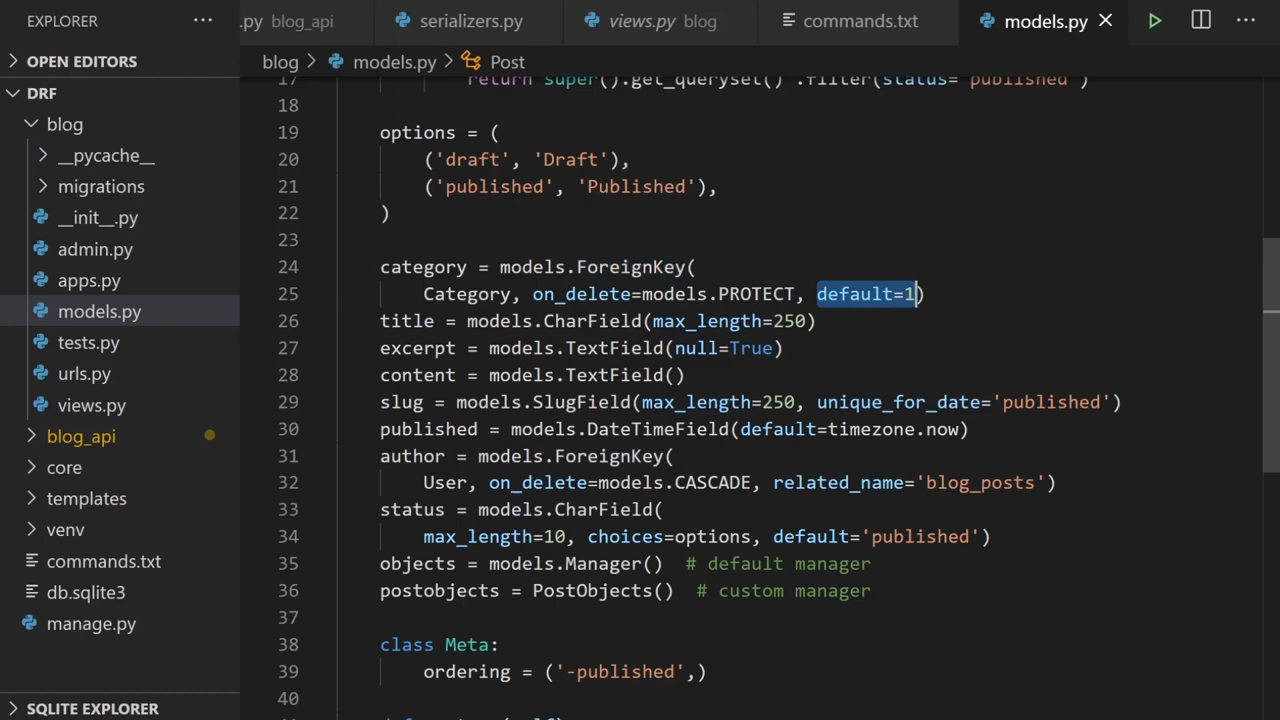 EXPLORER ···
.py blog_api
serializers.py
views.py blog
commands.txt
models.py
···
OPEN EDITORS
blog > models.py > Post
DRF
blog
__pycache__
migrations
__init__.py
admin.py
apps.py
models.py
tests.py
urls.py
views.py
blog_api
core
templates
venv
commands.txt
db.sqlite3
manage.py
SQLITE EXPLORER
17 return super().get_queryset() .filter(status='published')
18
19 options = (
20 ('draft', 'Draft'),
21 ('published', 'Published'),
22 )
23
24 category = models.ForeignKey(
25 Category, on_delete=models.PROTECT, default=1)
26 title = models.CharField(max_length=250)
27 excerpt = models.TextField(null=True)
28 content = models.TextField()
29 slug = models.SlugField(max_length=250, unique_for_date='published')
30 published = models.DateTimeField(default=timezone.now)
31 author = models.ForeignKey(
32 User, on_delete=models.CASCADE, related_name='blog_posts')
33 status = models.CharField(
34 max_length=10, choices=options, default='published')
35 objects = models.Manager() # default manager
36 postobjects = PostObjects() # custom manager
37
38 class Meta:
39 ordering = ('-published',)
40